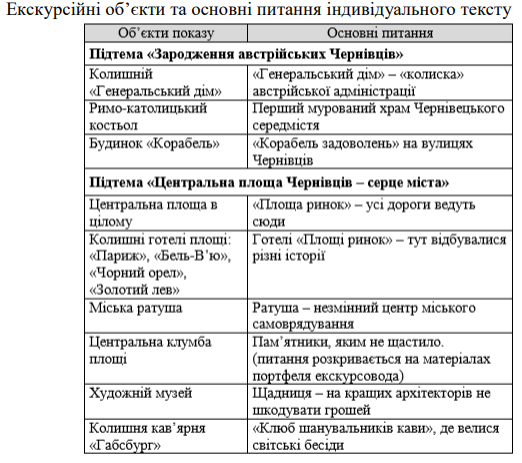 Екскурсійні об’єкти та основні питання індивідуального тексту
Об’єкти показу
Основні питання
Підтема «Зародження австрійських Чернівців»
Колишній
«Генеральський дім»
«Генеральський дім» – «колиска»
австрійської адміністрації
Римо-католицький
костьол
Перший мурований храм Чернівецького
середмістя
Будинок «Корабель»
«Корабель задоволень» на вулицях
Чернівців
Підтема «Центральна площа Чернівців – серце міста»
Центральна площа в
цілому
«Площа ринок» – усі дороги ведуть
сюди
Колишні готелі площі:
«Париж», «Бель-В’ю»,
«Чорний орел»,
«Золотий лев»
Готелі «Площі ринок» – тут відбувалися
різні історії
Міська ратуша
Ратуша – незмінний центр міського
самоврядування
Центральна клумба
площі
Пам’ятники, яким не щастило.
(питання розкривається на матеріалах
портфеля екскурсовода)
Художній музей
Щадниця – на кращих архітекторів не
шкодувати грошей
Колишня кав’ярня
«Габсбург»
«Клюб шанувальників кави», де велися
світські бесіди